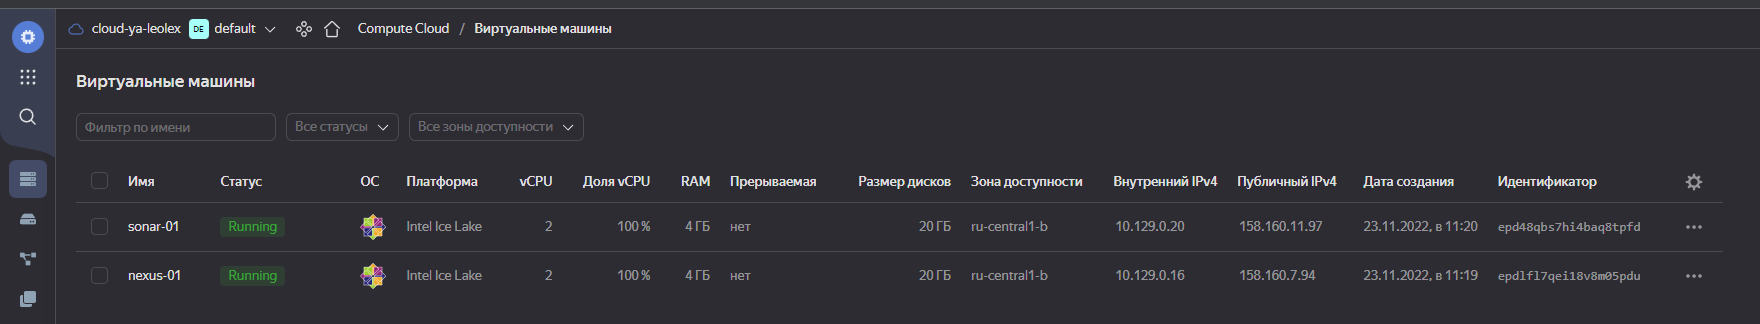 cloud-ya-leolex DE default Compute Cloud / Виртуальные машины
Виртуальные машины
Фильтр по имени Все статусы Все зоны доступности
Имя Статус ОС Платформа vCPU Доля vCPU RAM Прерываемая Размер дисков Зона доступности Внутренний IPv4 Публичный IPv4 Дата создания Идентификатор
sonar-01 Running Intel Ice Lake 2 100 % 4 ГБ нет 20 ГБ ru-central1-b 10.129.0.20 158.160.11.97 23.11.2022, в 11:20 epd48qbs7hi4baq8tpfd
nexus-01 Running Intel Ice Lake 2 100 % 4 ГБ нет 20 ГБ ru-central1-b 10.129.0.16 158.160.7.94 23.11.2022, в 11:19 epdlfl7qei18v8m05pdu